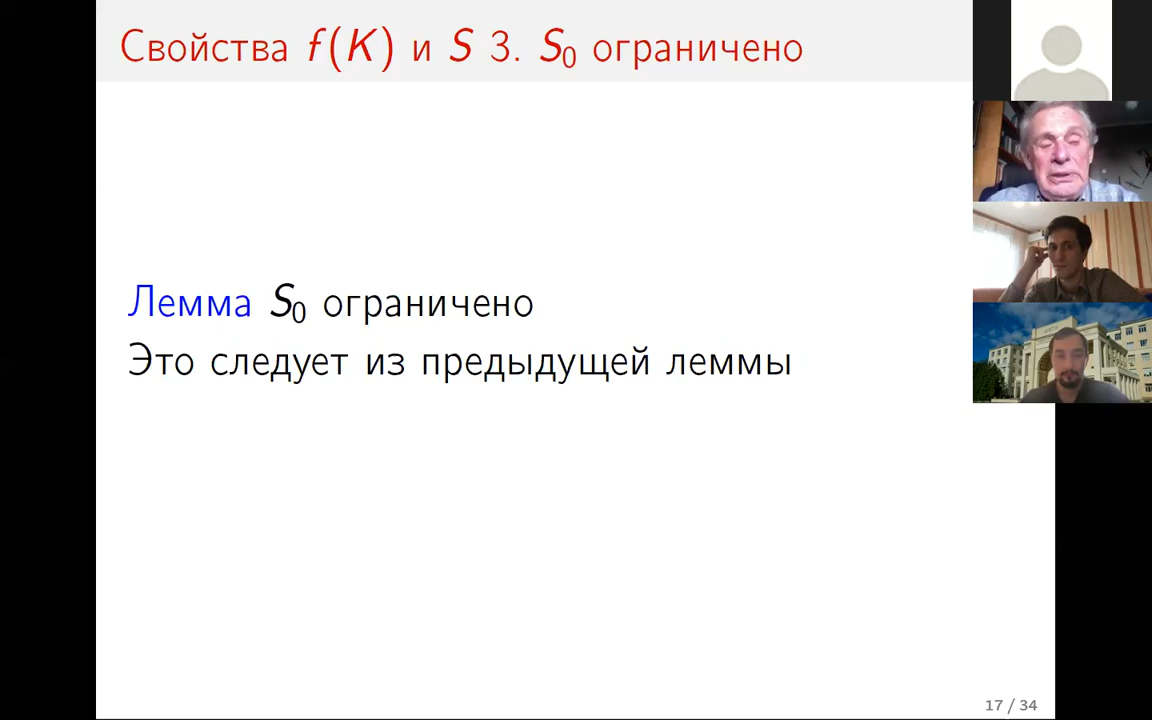 Свойства f(K) и S 3. S₀ ограничено
Лемма S₀ ограничено
Это следует из предыдущей леммы
17 / 34